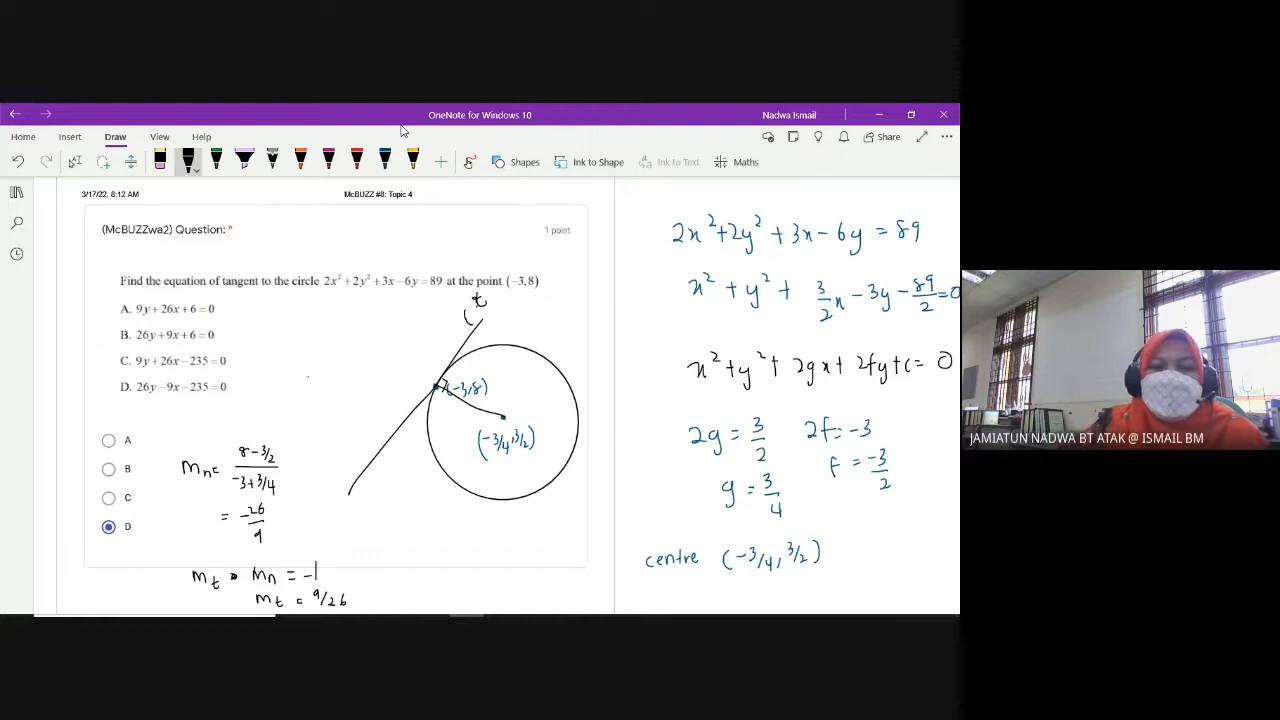 OneNote for Windows 10
Nadwa Ismail
Home Insert Draw View Help
Share
Shapes Ink to Shape Ink to Text Maths
3/17/22, 8:12 AM
McBUZZ #8: Topic 4
(McBUZZwa2) Question: *
1 point
Find the equation of tangent to the circle 2x² + 2y² + 3x − 6y = 89 at the point (−3,8)
A. 9y + 26x + 6 = 0
B. 26y + 9x + 6 = 0
C. 9y + 26x − 235 = 0
D. 26y − 9x − 235 = 0
t
(−3,8)
(−3/4, 3/2)
A
B
C
D
mₙ = (8 − 3/2)/(−3 + 3/4)
= −26/9
mₜ • mₙ = −1
mₜ = 9/26
2x² + 2y² + 3x − 6y = 89
x² + y² + 3/2 x − 3y − 89/2 = 0
x² + y² + 2gx + 2fy + c = 0
2g = 3/2 2f = −3
g = 3/4 f = −3/2
centre (−3/4, 3/2)
JAMIATUN NADWA BT ATAK @ ISMAIL BM